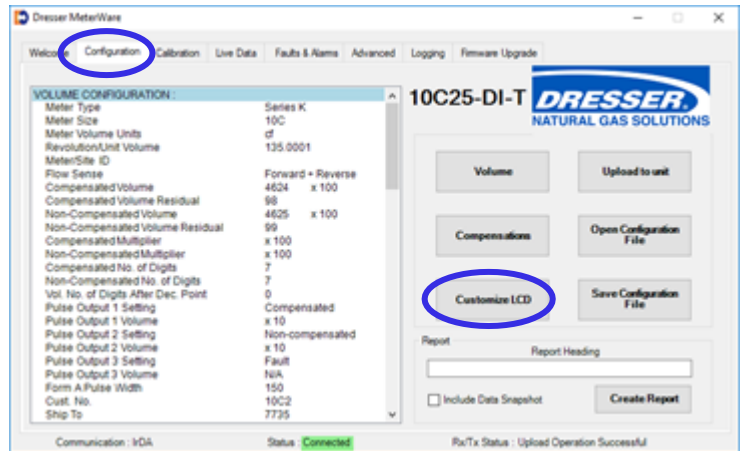 Dresser MeterWare
Welcome Configuration Calibration Live Data Faults & Alarms Advanced Logging Firmware Upgrade
VOLUME CONFIGURATION :
Meter Type Series K
Meter Size 10C
Meter Volume Units cf
Revolution/Unit Volume 135.0001
Meter/Site ID
Flow Sense Forward + Reverse
Compensated Volume 4624 x 100
Compensated Volume Residual 98
Non-Compensated Volume 4625 x 100
Non-Compensated Volume Residual 99
Compensated Multiplier x 100
Non-Compensated Multiplier x 100
Compensated No. of Digits 7
Non-Compensated No. of Digits 7
Vol. No. of Digits After Dec. Point 0
Pulse Output 1 Setting Compensated
Pulse Output 1 Volume x 10
Pulse Output 2 Setting Non-compensated
Pulse Output 2 Volume x 10
Pulse Output 3 Setting Fault
Pulse Output 3 Volume N/A
Form A Pulse Width 150
Cust. No. 10C2
Ship To 7735
10C25-DI-T
DRESSER.
NATURAL GAS SOLUTIONS
Volume
Upload to unit
Compensations
Open Configuration
File
Customize LCD
Save Configuration
File
Report
Report Heading
Include Data Snapshot
Create Report
Communication : IrDA Status : Connected Rx/Tx Status : Upload Operation Successful